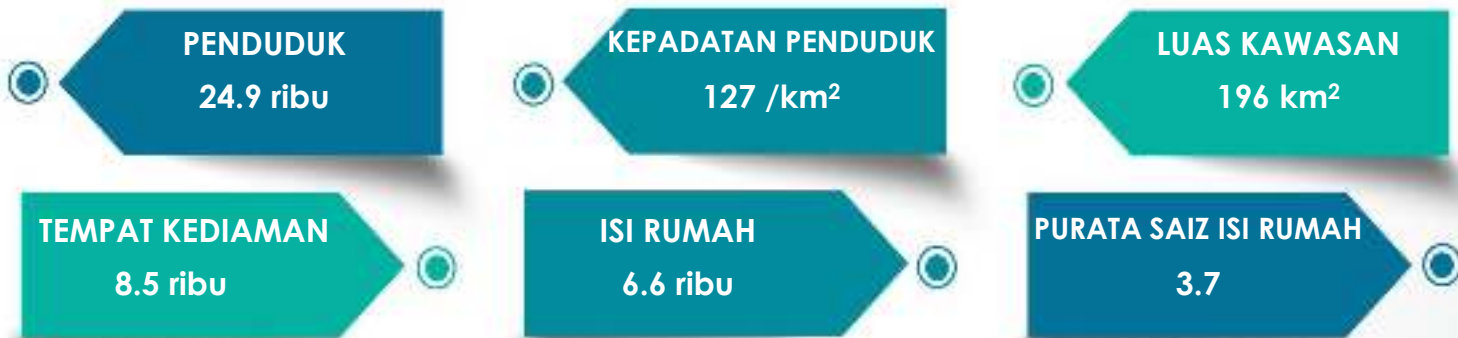 PENDUDUK
24.9 ribu
KEPADATAN PENDUDUK
127 /km²
LUAS KAWASAN
196 km²
TEMPAT KEDIAMAN
8.5 ribu
ISI RUMAH
6.6 ribu
PURATA SAIZ ISI RUMAH
3.7